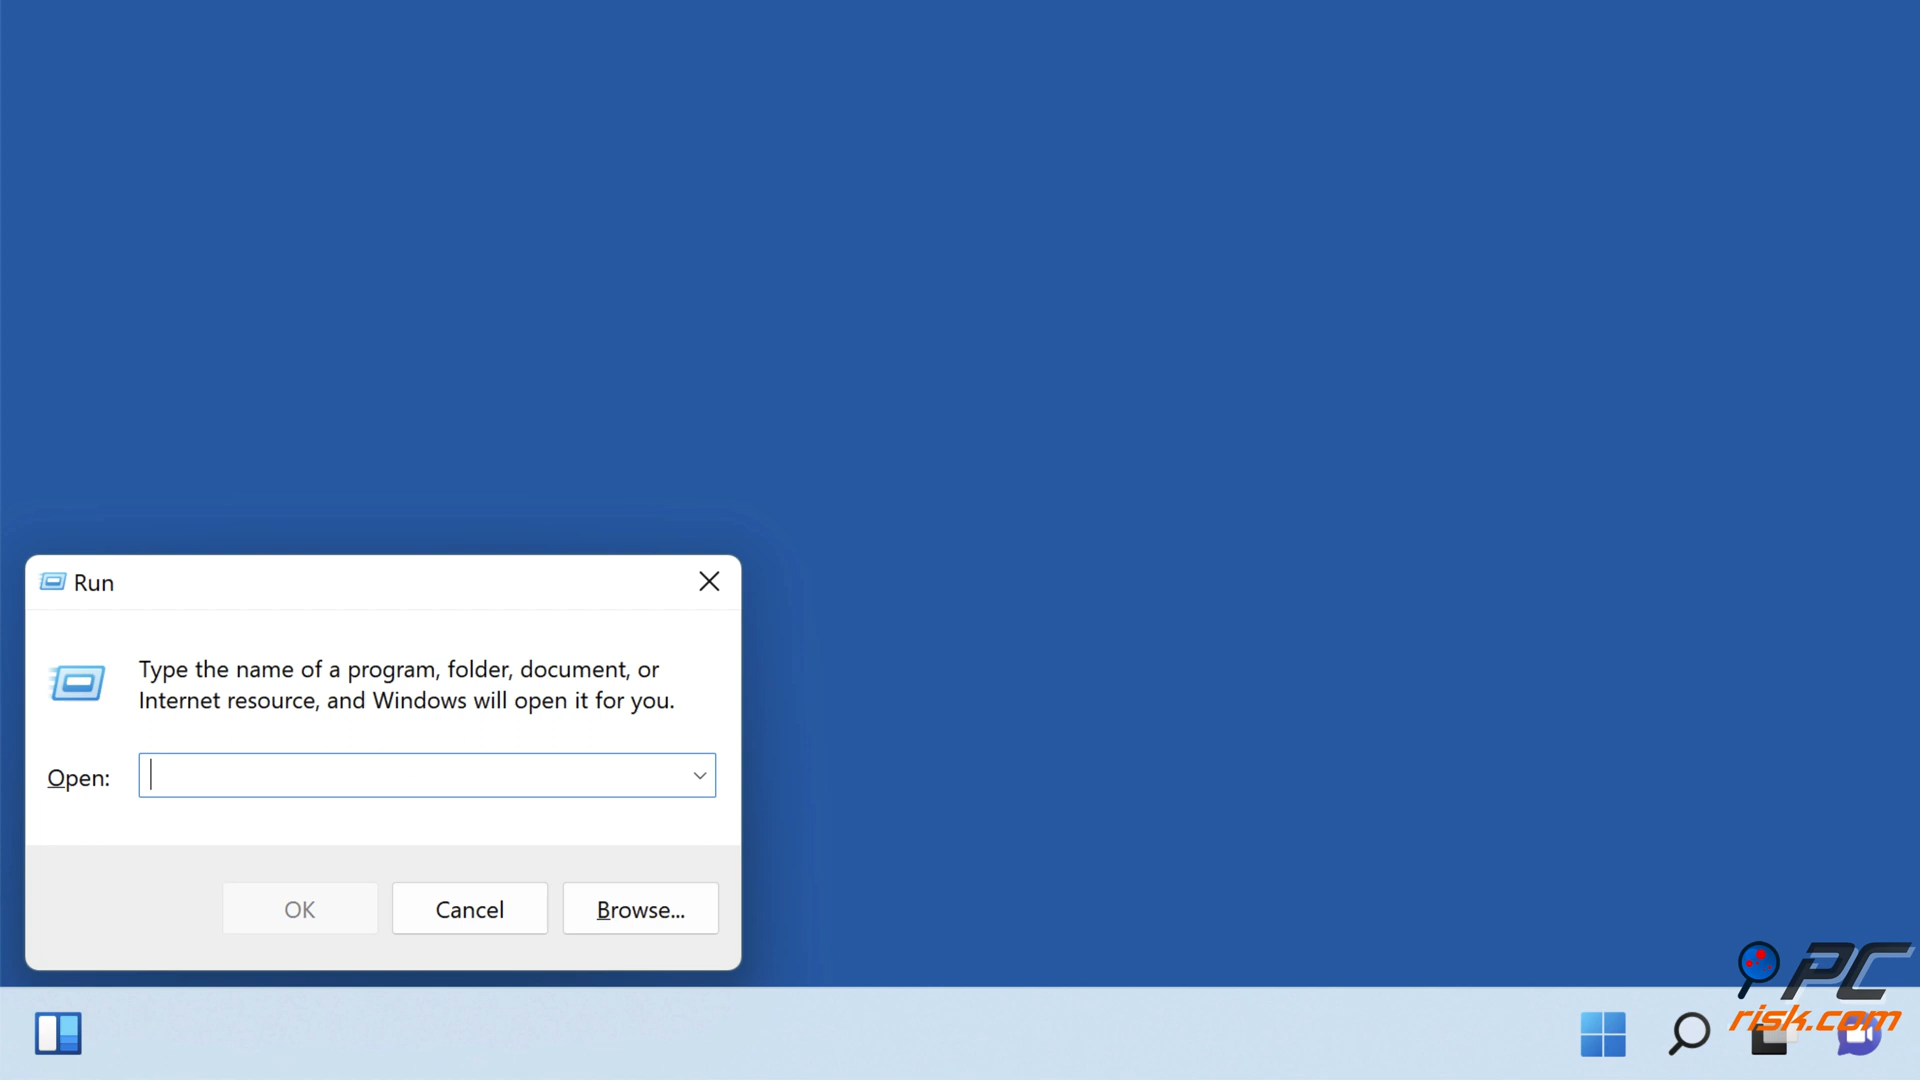 Run
Type the name of a program, folder, document, or
Internet resource, and Windows will open it for you.
Open:
OK
Cancel
Browse...
PC
risk.com